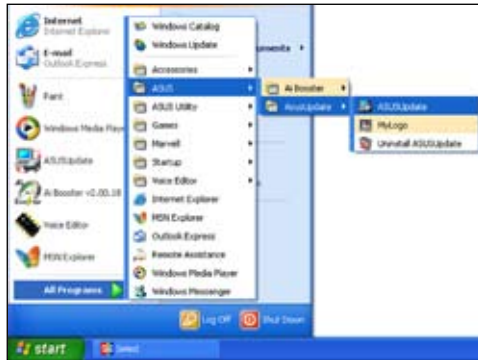 Internet
Internet Explorer
E-mail
Outlook Express
Paint
Windows Media Player
ASUSUpdate
Ai Booster v2.00.18
Voice Editor
MSN Explorer
All Programs
Windows Catalog
Windows Update
Accessories
ASUS
ASUS Utility
Games
Marvell
Startup
Voice Editor
Internet Explorer
MSN Explorer
Outlook Express
Remote Assistance
Windows Media Player
Windows Messenger
uments
Ai Booster
AsusUpdate
ASUSUpdate
MyLogo
Uninstall ASUSUpdate
Log Off
Shut Down
start